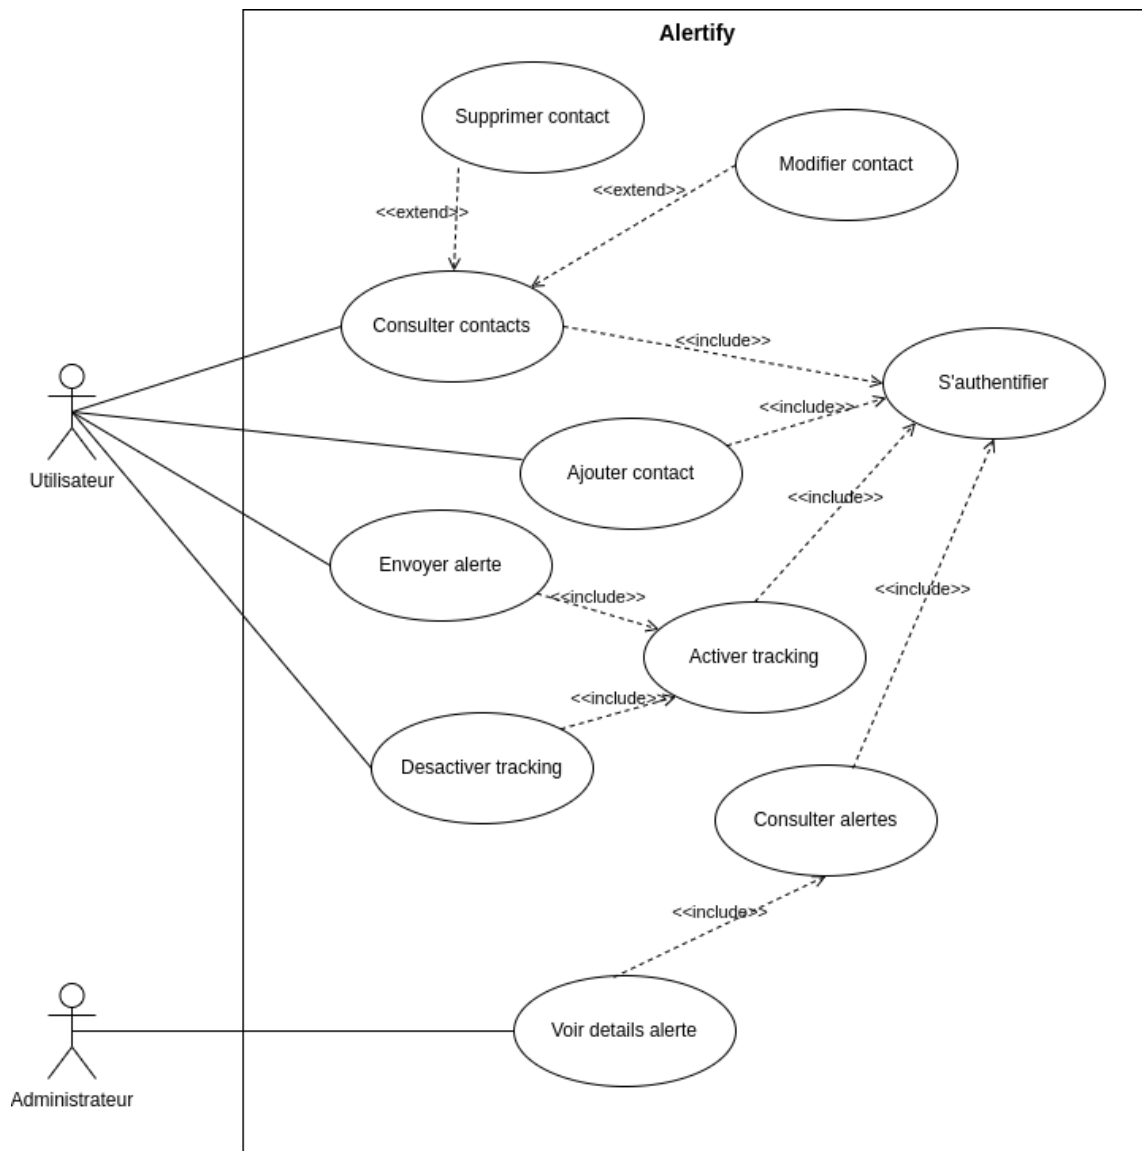 Alertify
Supprimer contact
Modifier contact
<<extend>>
<<extend>>
Consulter contacts
<<include>>
S'authentifier
<<include>>
Utilisateur
Ajouter contact
<<include>>
Envoyer alerte
<<include>>
<<include>>
Activer tracking
<<include>>
Desactiver tracking
Consulter alertes
<<include>>
Voir details alerte
Administrateur